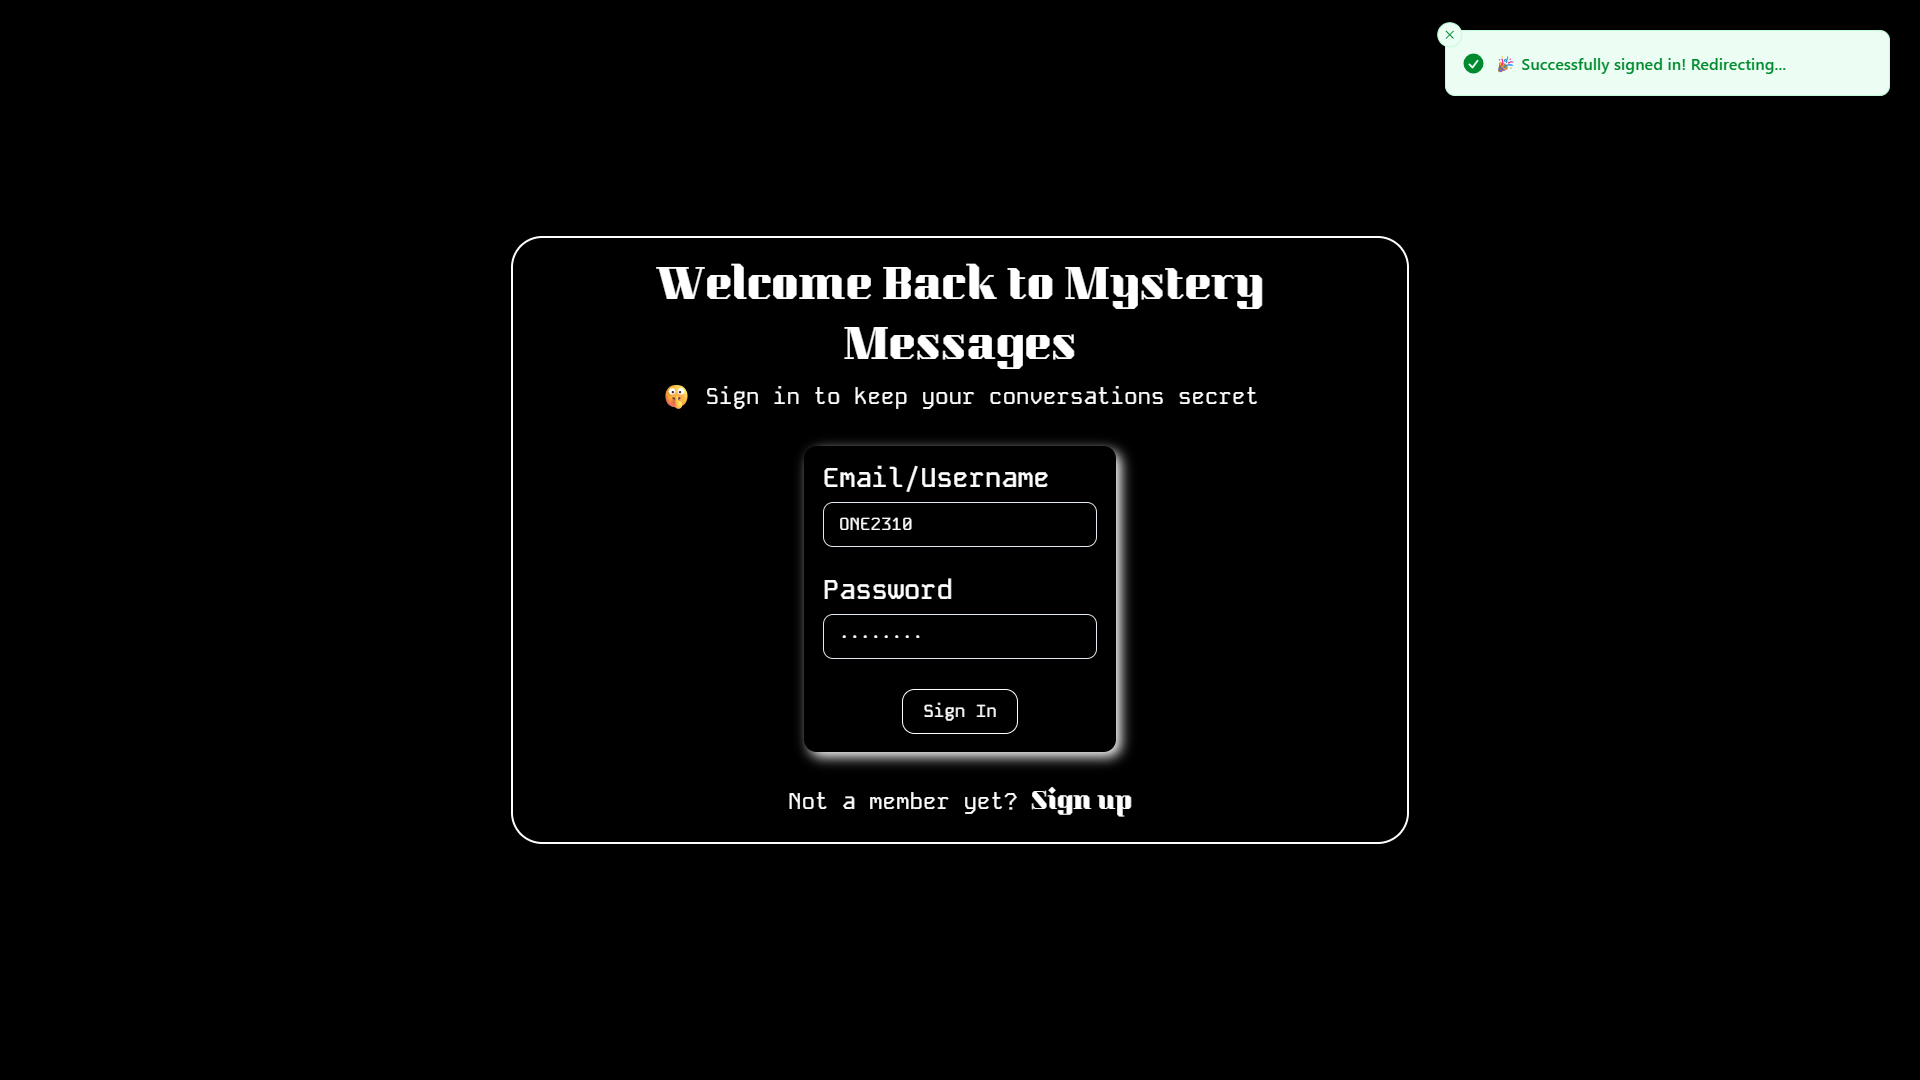 🎉 Successfully signed in! Redirecting...
Welcome Back to Mystery
Messages
🤫 Sign in to keep your conversations secret
Email/Username
ONE2310
Password
········
Sign In
Not a member yet? Sign up